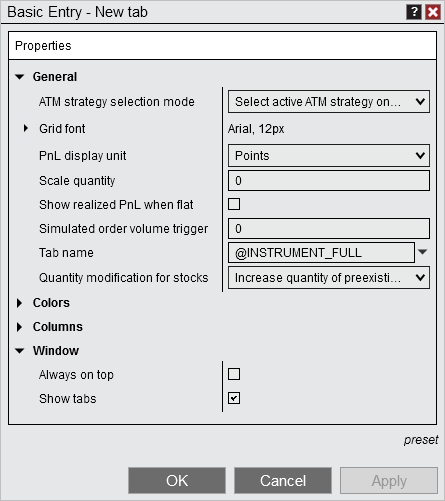 Basic Entry - New tab ?
Properties
General
ATM strategy selection mode Select active ATM strategy on...
Grid font Arial, 12px
PnL display unit Points
Scale quantity 0
Show realized PnL when flat
Simulated order volume trigger 0
Tab name @INSTRUMENT_FULL
Quantity modification for stocks Increase quantity of preexisti...
Colors
Columns
Window
Always on top
Show tabs
preset
OK Cancel Apply